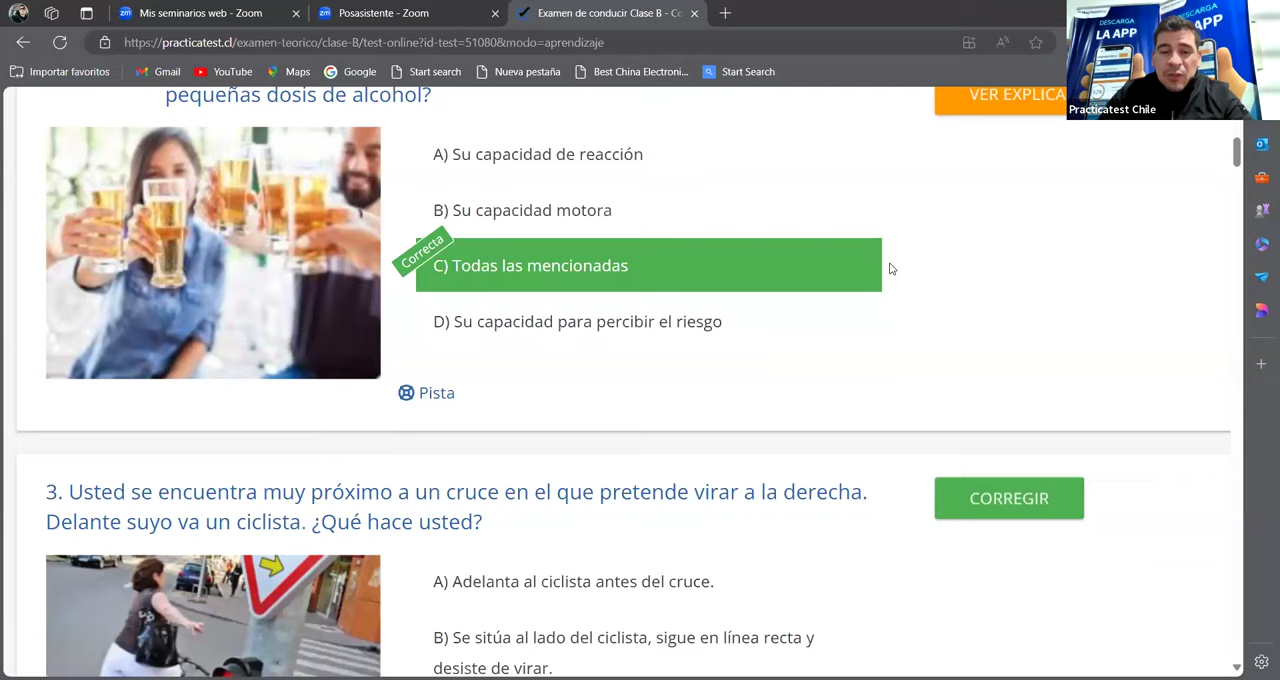 Mis seminarios web - Zoom
Posasistente - Zoom
Examen de conducir Clase B - Co
https://practicatest.cl/examen-teorico/clase-B/test-online?id-test=51080&modo=aprendizaje
Importar favoritos
Gmail
YouTube
Maps
Google
Start search
Nueva pestaña
Best China Electroni...
Start Search
DESCARGA
LA APP
DESCARGA
APP
Practicatest Chile
pequeñas dosis de alcohol?
VER EXPLICA
A) Su capacidad de reacción
B) Su capacidad motora
Correcta
C) Todas las mencionadas
D) Su capacidad para percibir el riesgo
Pista
3. Usted se encuentra muy próximo a un cruce en el que pretende virar a la derecha.
Delante suyo va un ciclista. ¿Qué hace usted?
CORREGIR
A) Adelanta al ciclista antes del cruce.
B) Se sitúa al lado del ciclista, sigue en línea recta y
desiste de virar.